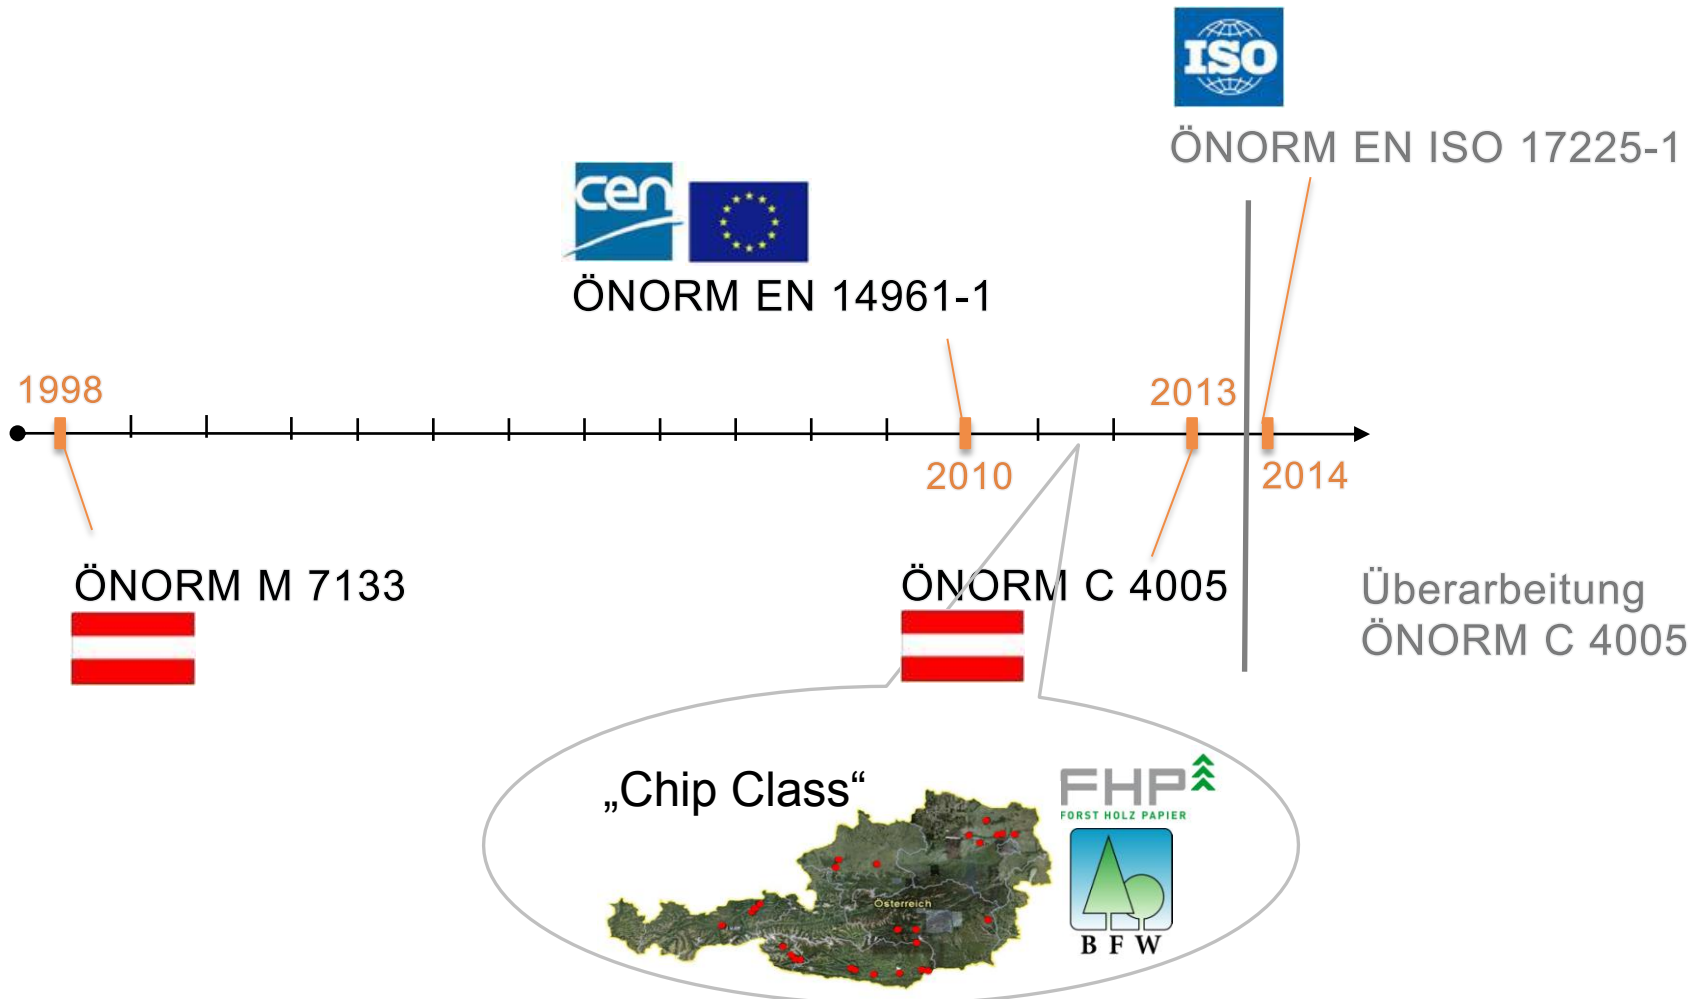 ISO
ÖNORM EN ISO 17225-1
cen
ÖNORM EN 14961-1
1998
2013
2010
2014
ÖNORM M 7133
ÖNORM C 4005
Überarbeitung
ÖNORM C 4005
„Chip Class“
FHP
FORST HOLZ PAPIER
Österreich
BFW